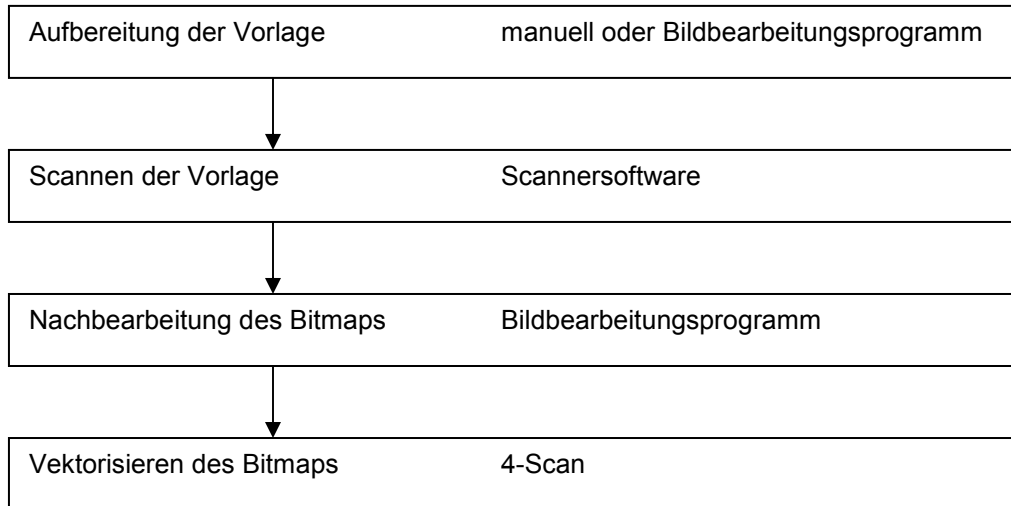 Aufbereitung der Vorlage manuell oder Bildbearbeitungsprogramm
Scannen der Vorlage Scannersoftware
Nachbearbeitung des Bitmaps Bildbearbeitungsprogramm
Vektorisieren des Bitmaps 4-Scan